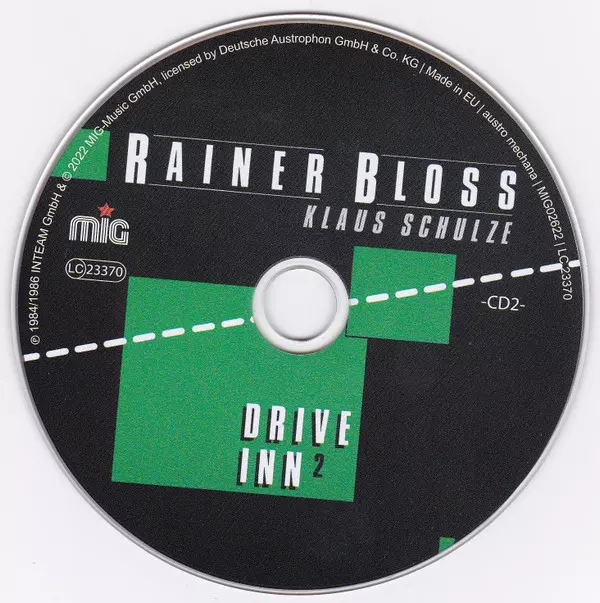 ℗ 1984/1986 INTEAM GmbH & © 2022 MIG-Music GmbH, licensed by Deutsche Austrophon GmbH & Co. KG | Made in EU | austro mechana | MIG02622 | LC 23370
RAINER BLOSS
KLAUS SCHULZE
mig
LC 23370
-CD2-
DRIVE
INN 2